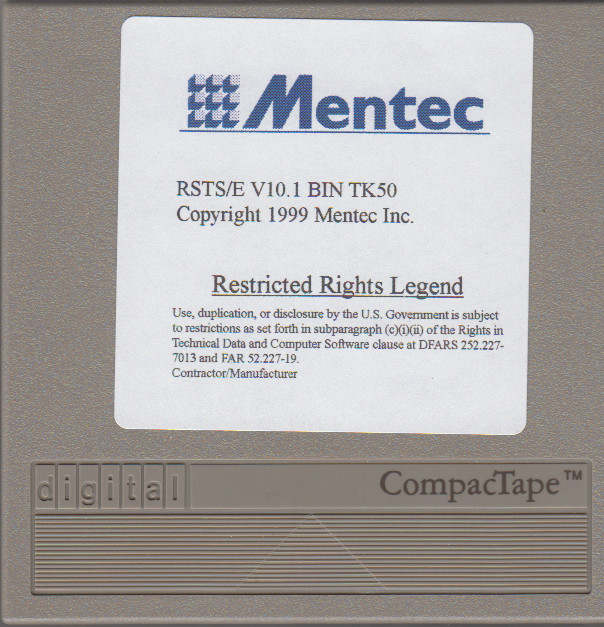 Mentec
RSTS/E V10.1 BIN TK50
Copyright 1999 Mentec Inc.
Restricted Rights Legend
Use, duplication, or disclosure by the U.S. Government is subject
to restrictions as set forth in subparagraph (c)(i)(ii) of the Rights in
Technical Data and Computer Software clause at DFARS 252.227-
7013 and FAR 52.227-19.
Contractor/Manufacturer
digital CompacTape™